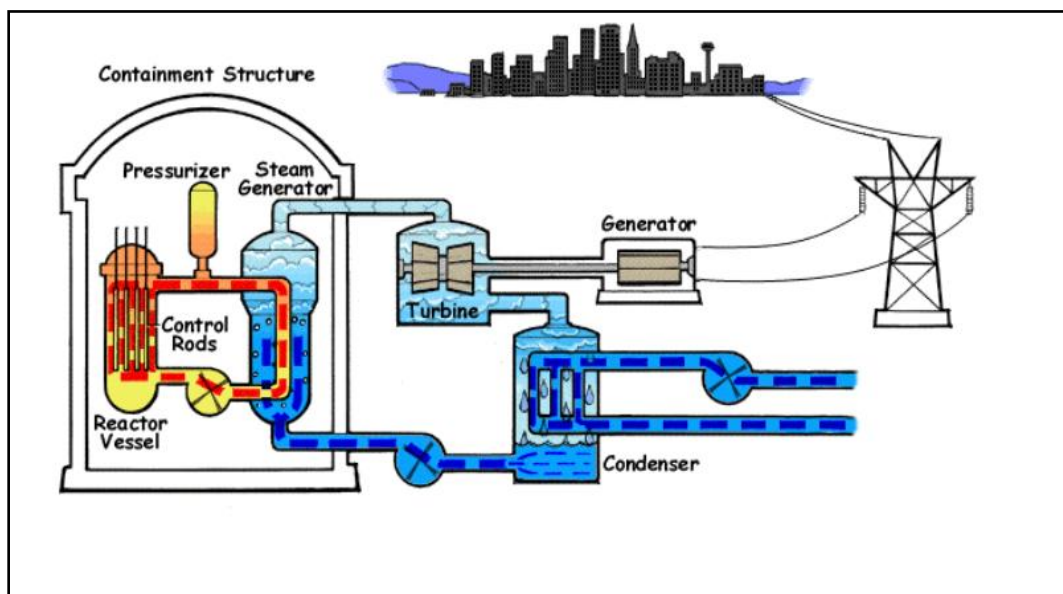 Containment Structure
Pressurizer
Steam
Generator
Control
Rods
Reactor
Vessel
Turbine
Generator
Condenser